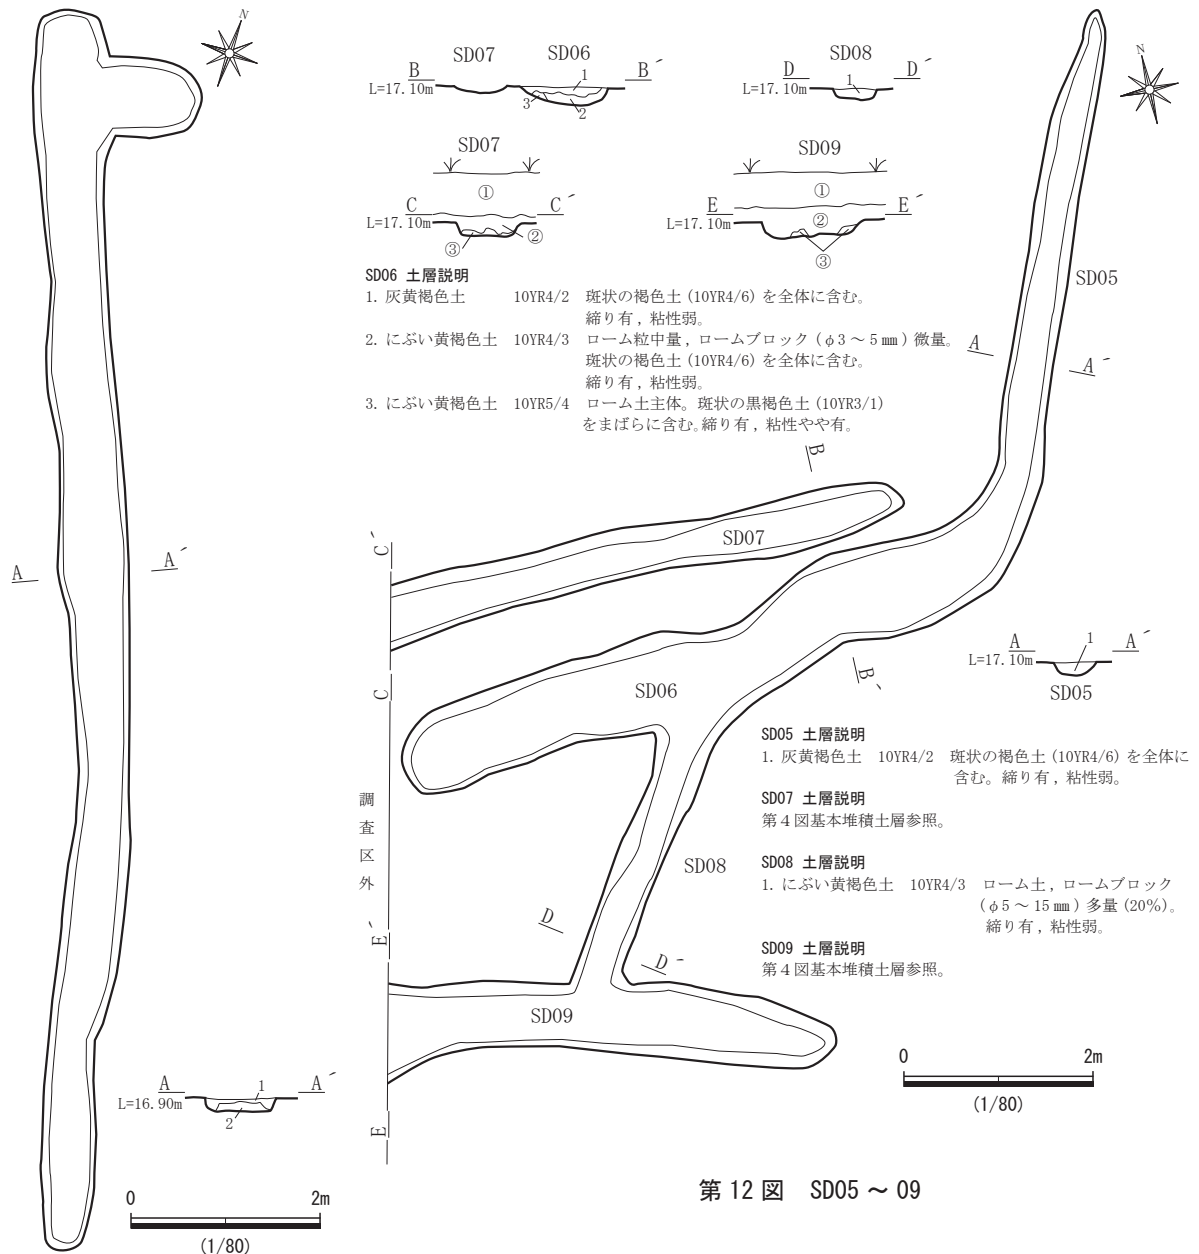 N
A
A´
A
A´
L=16.90m
1
2
0
2m
(1/80)
SD07
SD06
B
B´
L=17.10m
1
3
2
SD08
D
D´
L=17.10m
1
SD07
①
C
C´
L=17.10m
②
③
SD09
①
E
E´
L=17.10m
②
③
SD06 土層説明
1. 灰黄褐色土 10YR4/2 斑状の褐色土 (10YR4/6) を全体に含む。
締り有 , 粘性弱。
2. にぶい黄褐色土 10YR4/3 ローム粒中量 , ロームブロック ( φ 3 ~ 5 ㎜ ) 微量。
斑状の褐色土 (10YR4/6) を全体に含む。
締り有 , 粘性弱。
3. にぶい黄褐色土 10YR5/4 ローム土主体。斑状の黒褐色土 (10YR3/1)
をまばらに含む。締り有 , 粘性やや有。
N
SD05
A
A´
B
B´
SD07
C´
C
SD06
調査区外
SD08
D
D´
E´
E
SD09
A
A´
L=17.10m
1
SD05
SD05 土層説明
1. 灰黄褐色土 10YR4/2 斑状の褐色土 (10YR4/6) を全体に
含む。締り有 , 粘性弱。
SD07 土層説明
第 4 図基本堆積土層参照。
SD08 土層説明
1. にぶい黄褐色土 10YR4/3 ローム土 , ロームブロック
( φ 5 ~ 15 ㎜ ) 多量 (20%)。
締り有 , 粘性弱。
SD09 土層説明
第 4 図基本堆積土層参照。
0
2m
(1/80)
第 12 図 SD05 ~ 09